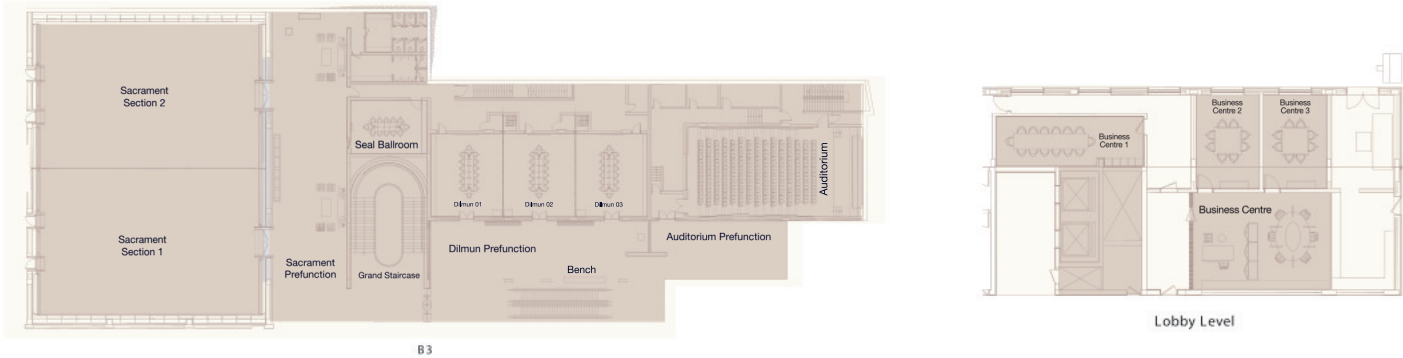 Sacrament
Section 2
Sacrament
Section 1
Sacrament
Prefunction
Seal Ballroom
Grand Staircase
Dilmun 01
Dilmun 02
Dilmun 03
Dilmun Prefunction
Bench
Auditorium
Auditorium Prefunction
B3
Business
Centre 1
Business
Centre 2
Business
Centre 3
Business Centre
Lobby Level